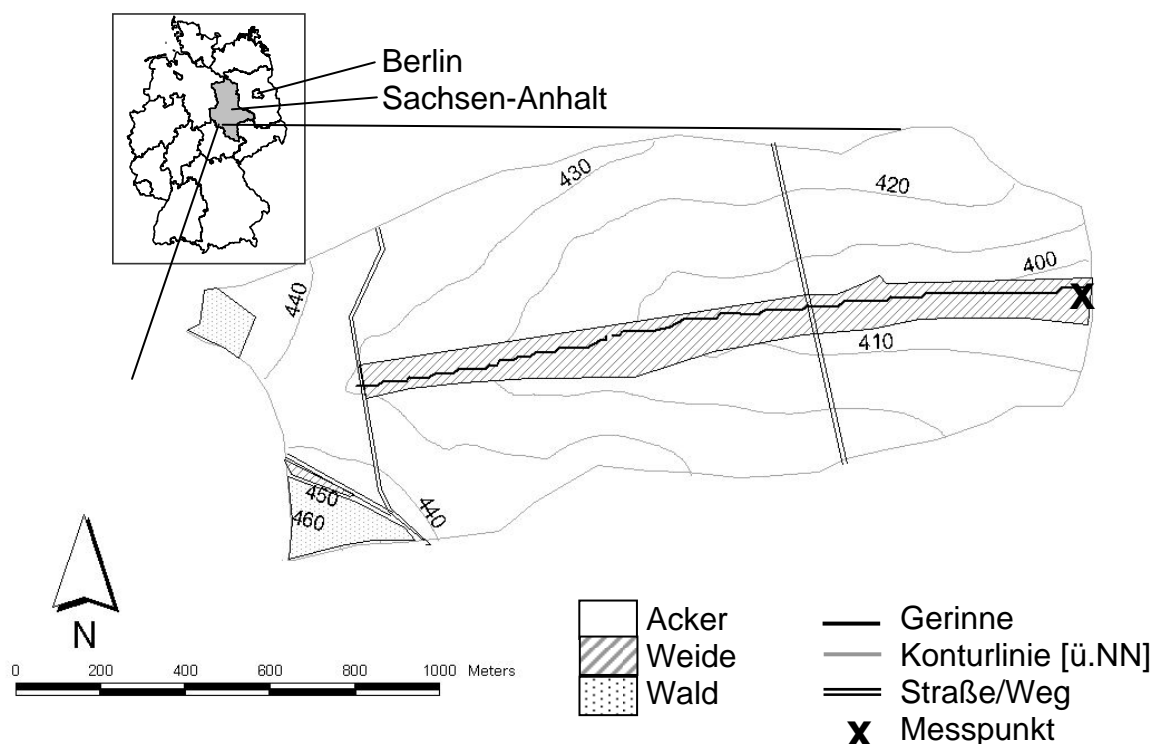 Berlin
Sachsen-Anhalt
430
420
440
400
410
450
460
440
N
0 200 400 600 800 1000 Meters
Acker
Weide
Wald
Gerinne
Konturlinie [ü.NN]
Straße/Weg
X Messpunkt
X